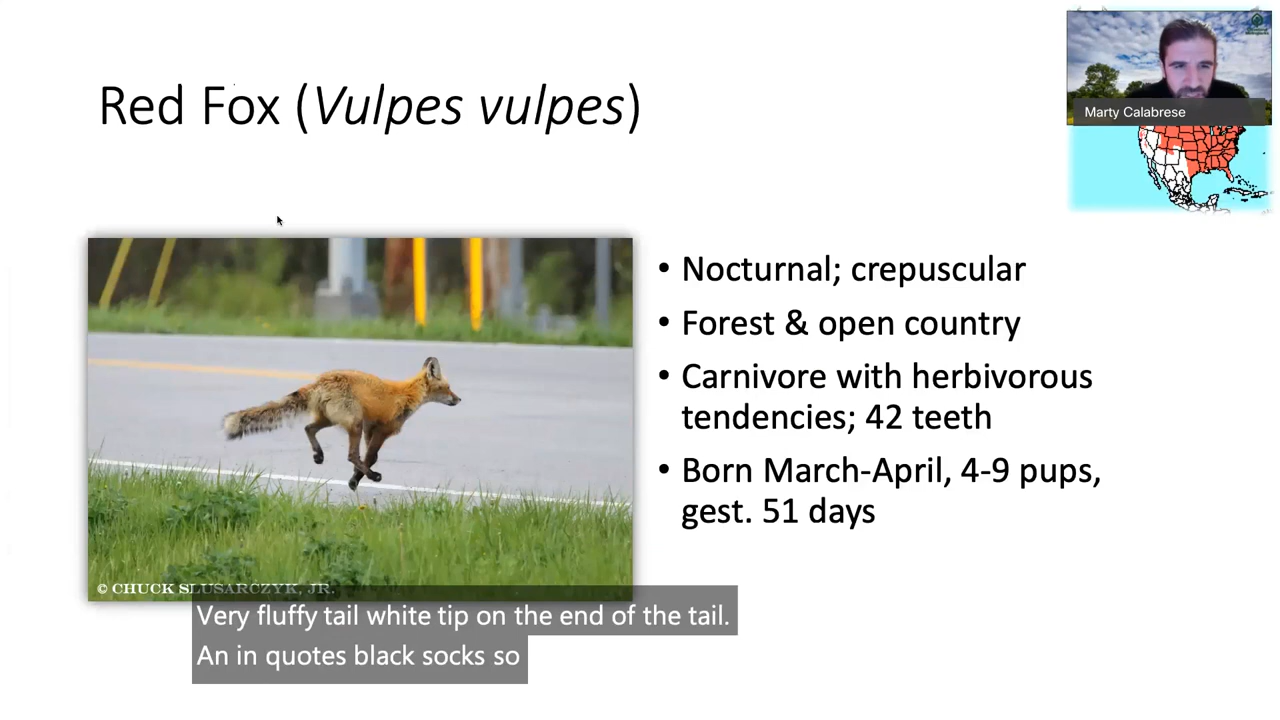 Red Fox (Vulpes vulpes)
Marty Calabrese
• Nocturnal; crepuscular
• Forest & open country
• Carnivore with herbivorous
tendencies; 42 teeth
• Born March-April, 4-9 pups,
gest. 51 days
© CHUCK SLUSARCZYK, JR.
Very fluffy tail white tip on the end of the tail.
An in quotes black socks so